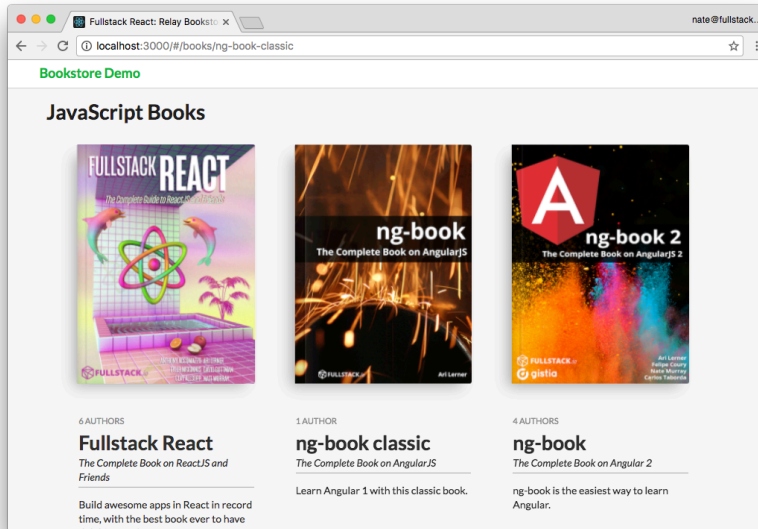 Fullstack React: Relay Booksto
nate@fullstack...
localhost:3000/#/books/ng-book-classic
Bookstore Demo
JavaScript Books
FULLSTACK REACT
The Complete Guide to ReactJS and Friends
FULLSTACK.io
ng-book
The Complete Book on AngularJS
FULLSTACK.io
Ari Lerner
A
ng-book 2
The Complete Book on AngularJS 2
FULLSTACK.io
gistia
Ari Lerner
Felipe Coury
Nate Murray
Carlos Taborda
6 AUTHORS
Fullstack React
The Complete Book on ReactJS and
Friends
Build awesome apps in React in record
time, with the best book ever to have
1 AUTHOR
ng-book classic
The Complete Book on AngularJS
Learn Angular 1 with this classic book.
4 AUTHORS
ng-book
The Complete Book on Angular 2
ng-book is the easiest way to learn
Angular.